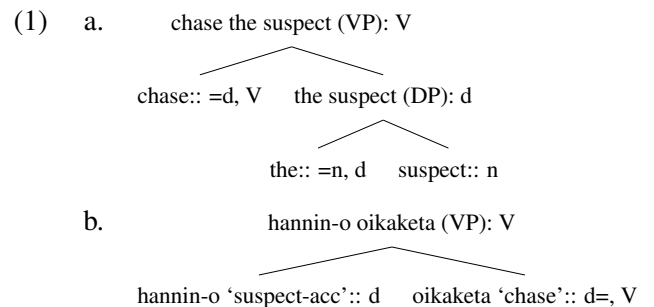 (1) a. chase the suspect (VP): V
chase:: =d, V the suspect (DP): d
the:: =n, d suspect:: n
b. hannin-o oikaketa (VP): V
hannin-o ‘suspect-acc’:: d oikaketa ‘chase’:: d=, V